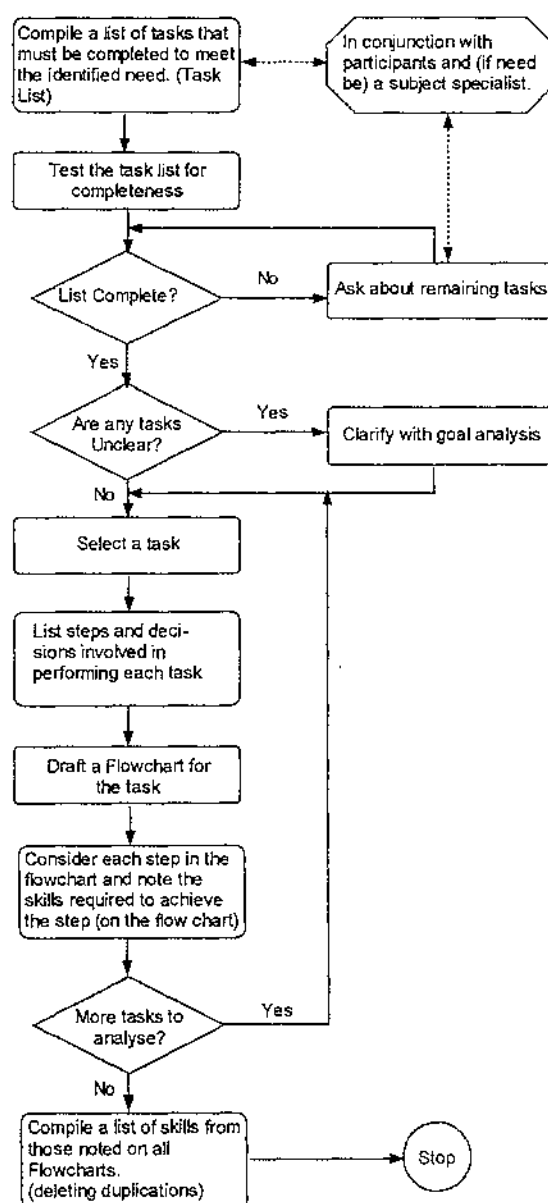 Compile a list of tasks that
must be completed to meet
the identified need. (Task
List)
In conjunction with
participants and (if need
be) a subject specialist.
Test the task list for
completeness
List Complete?
No
Ask about remaining tasks
Yes
Are any tasks
Unclear?
Yes
Clarify with goal analysis
No
Select a task
List steps and deci-
sions involved in
performing each task
Draft a Flowchart for
the task
Consider each step in the
flowchart and note the
skills required to achieve
the step (on the flow chart)
More tasks to
analyse?
Yes
No
Compile a list of skills from
those noted on all
Flowcharts.
(deleting duplications)
Stop